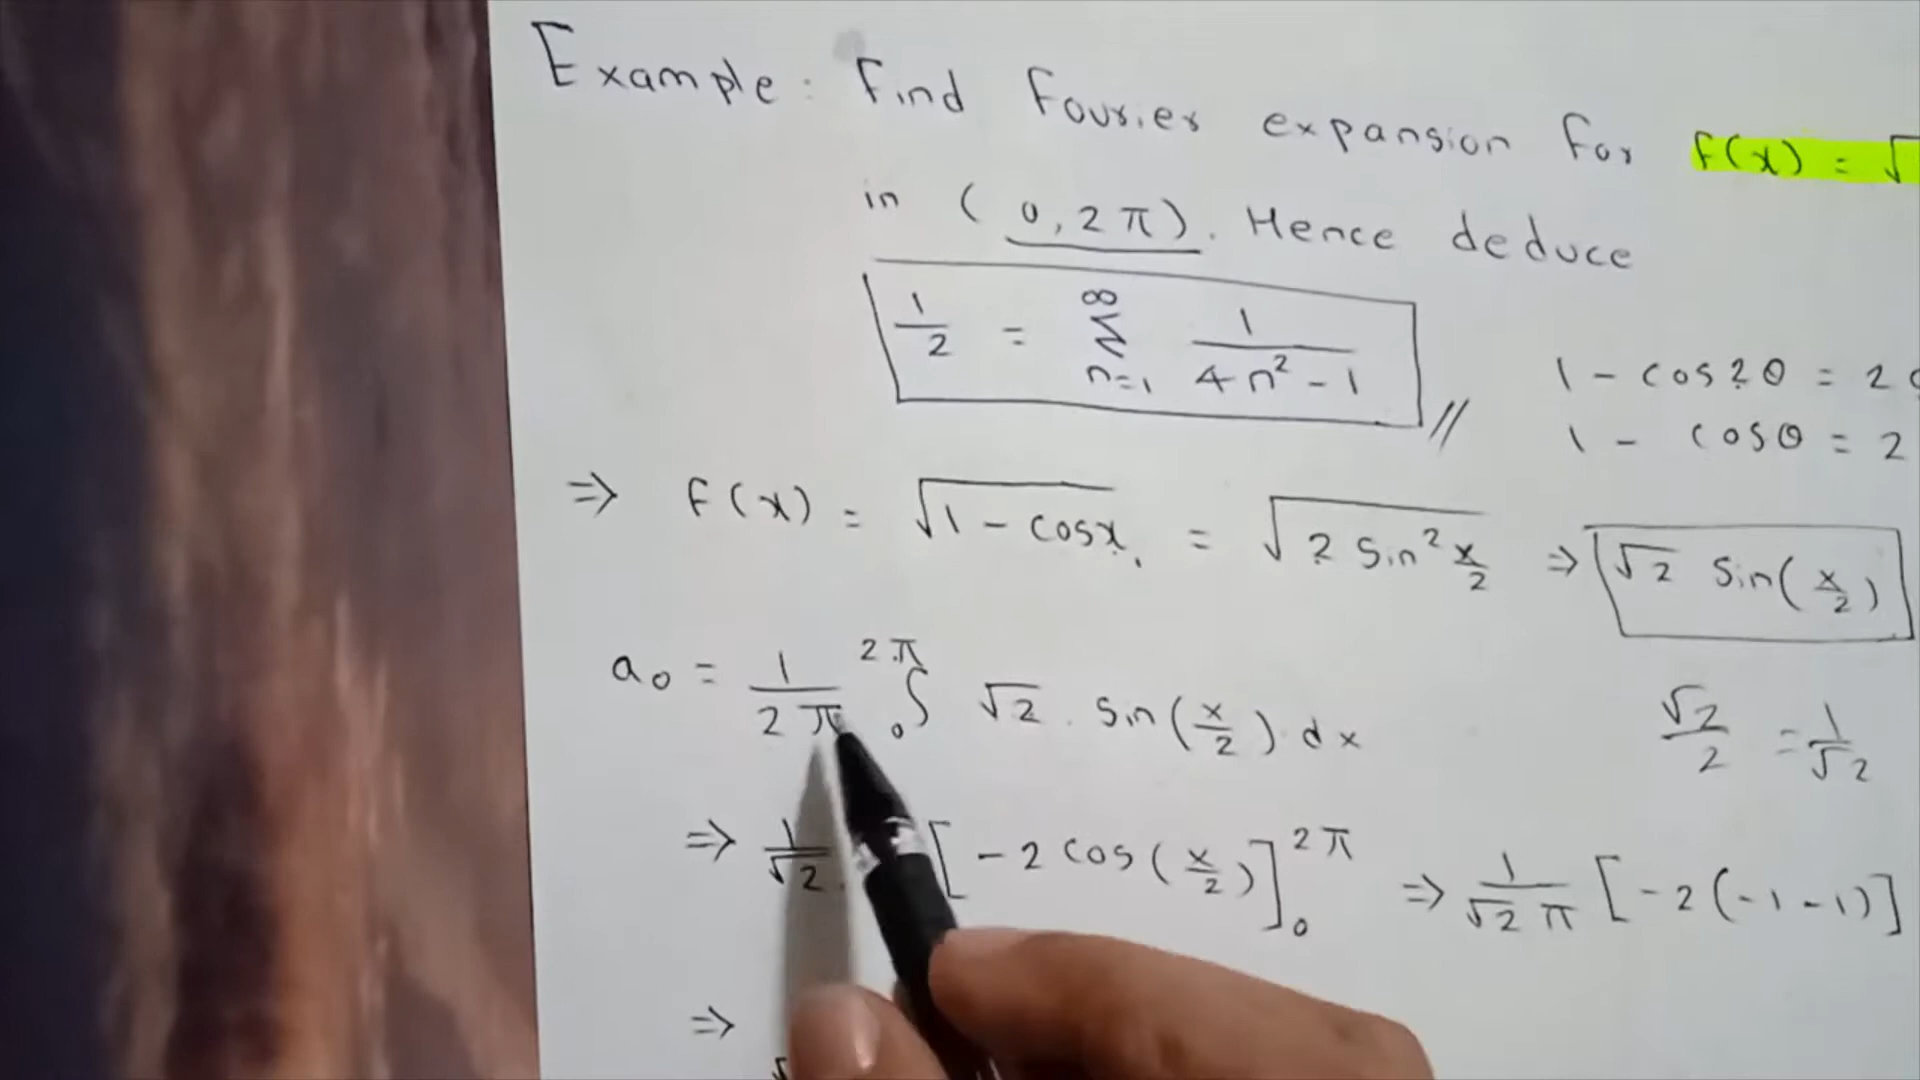 Example: Find Fourier expansion for f(x) = √
in (0, 2π). Hence deduce
1/2 = ∞ Σ n=1 1/4n² - 1 //
1 - cos2θ = 2
1 - cosθ = 2
⇒ f(x) = √1 - cosx = √2 sin² x/2 ⇒ √2 sin(x/2)
a₀ = 1/2π ∫₀^2π √2 . sin(x/2) dx
√2/2 = 1/√2
⇒ 1/√2 [-2 cos(x/2)]₀^2π ⇒ 1/√2 π [-2(-1-1)]
⇒